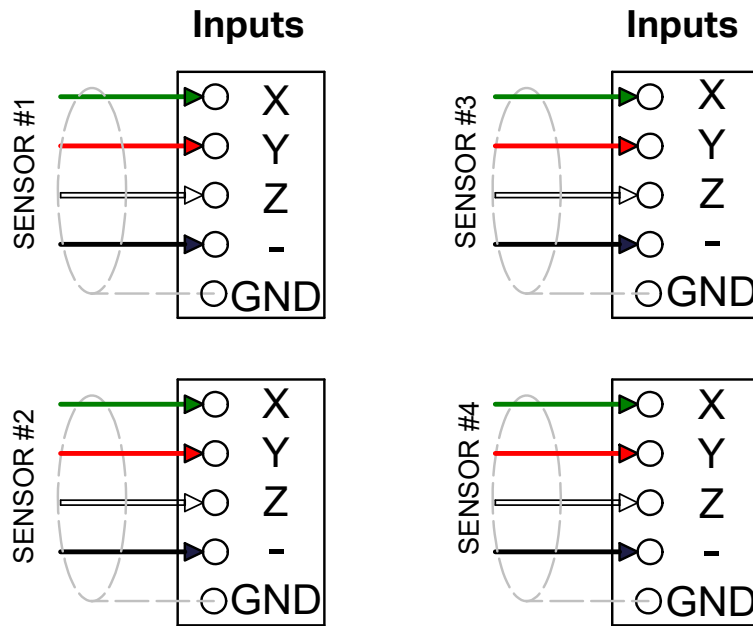 Inputs
SENSOR #1
X
Y
Z
-
GND
SENSOR #2
X
Y
Z
-
GND
Inputs
SENSOR #3
X
Y
Z
-
GND
SENSOR #4
X
Y
Z
-
GND